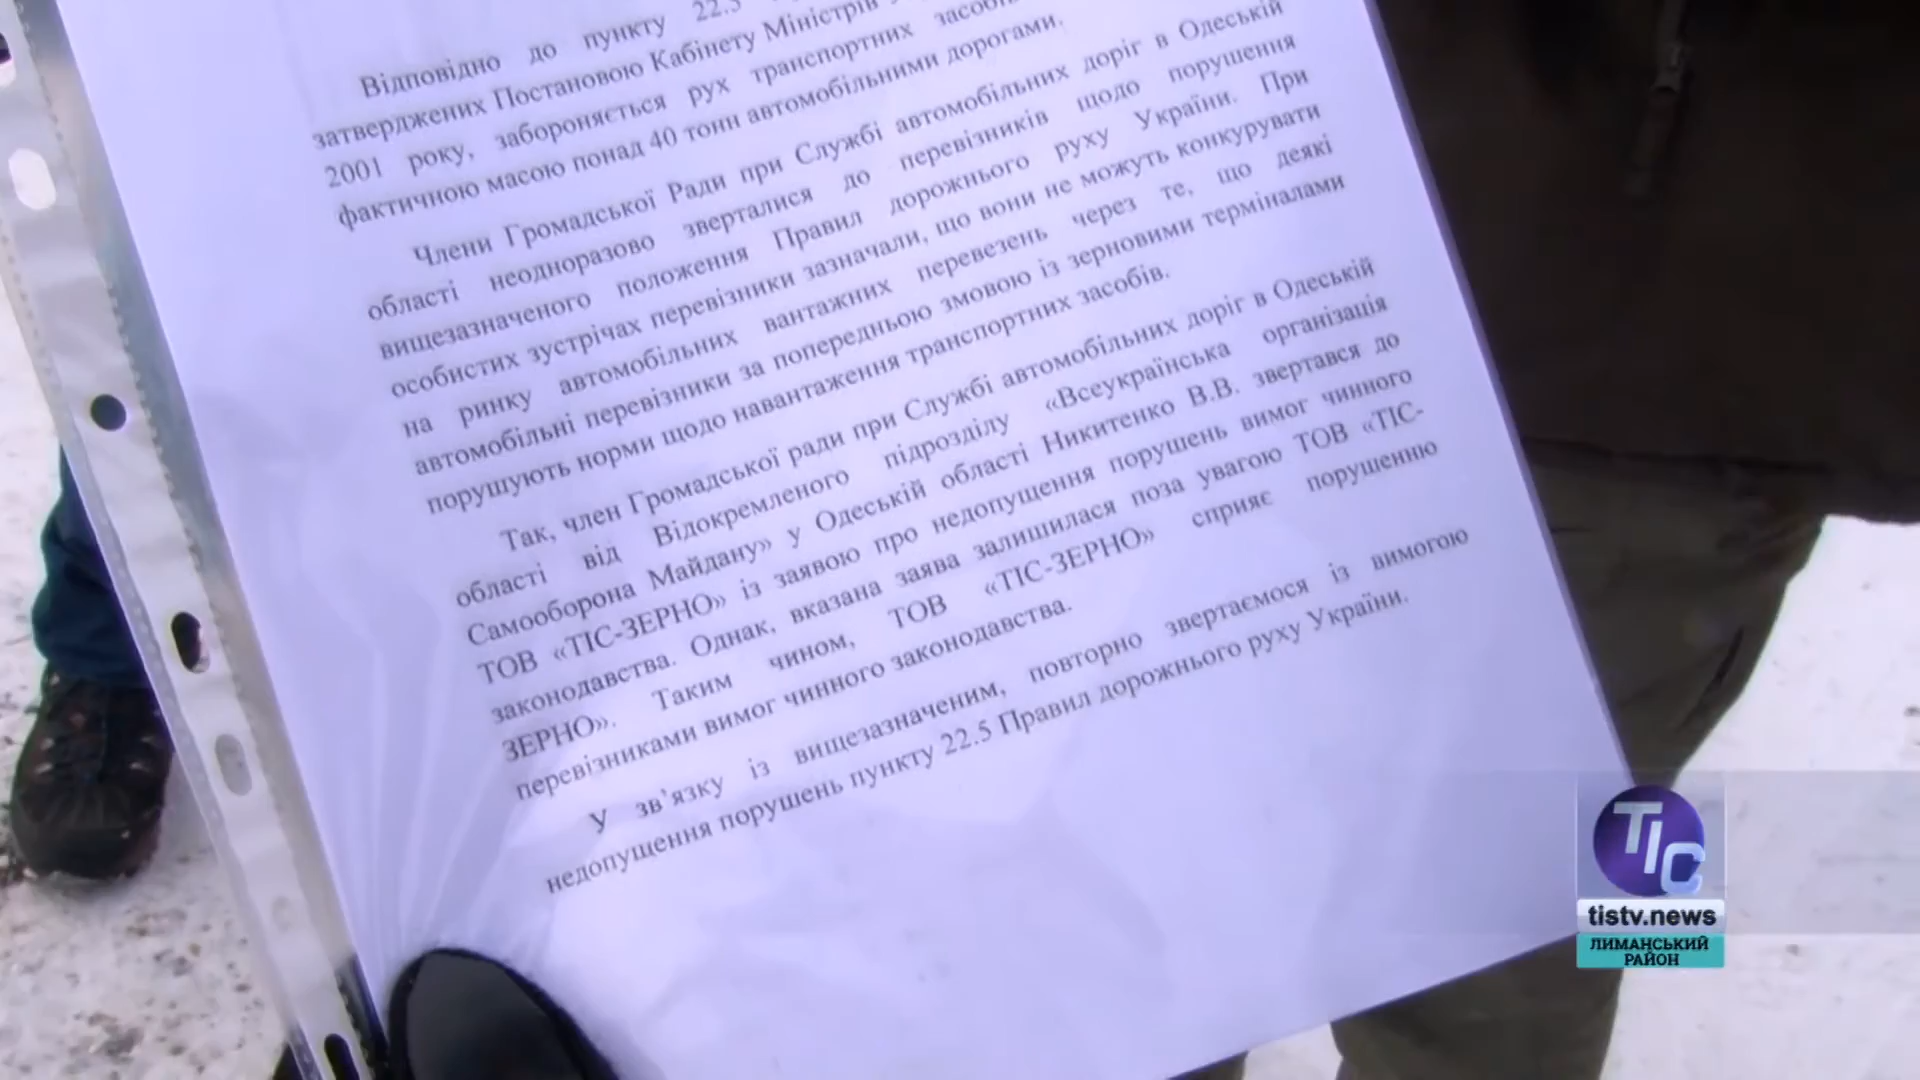 Відповідно до пункту 22.5
затверджених Постановою Кабінету Міністрів
2001 року, забороняється рух транспортних засобів
фактичною масою понад 40 тонн автомобільними дорогами.
Члени Громадської Ради при Службі автомобільних доріг в Одеській
області неодноразово зверталися до перевізників щодо порушення
вищезазначеного положення Правил дорожнього руху України. При
особистих зустрічах перевізники зазначали, що вони не можуть конкурувати
на ринку автомобільних вантажних перевезень через те, що деякі
автомобільні перевізники за попередньою змовою із зерновими терміналами
порушують норми щодо навантаження транспортних засобів.
Так, член Громадської ради при Службі автомобільних доріг в Одеській
області від Відокремленого підрозділу «Всеукраїнська організація
Самооборона Майдану» у Одеській області Никитенко В.В. звертався до
ТОВ «ТІС-ЗЕРНО» із заявою про недопущення порушень вимог чинного
законодавства. Однак, вказана заява залишилася поза увагою ТОВ «ТІС-
ЗЕРНО». Таким чином, ТОВ «ТІС-ЗЕРНО» сприяє порушенню
перевізниками вимог чинного законодавства.
У зв'язку із вищезазначеним, повторно звертаємося із вимогою
недопущення порушень пункту 22.5 Правил дорожнього руху України.
ТІС
tistv.news
ЛИМАНСЬКИЙ
РАЙОН